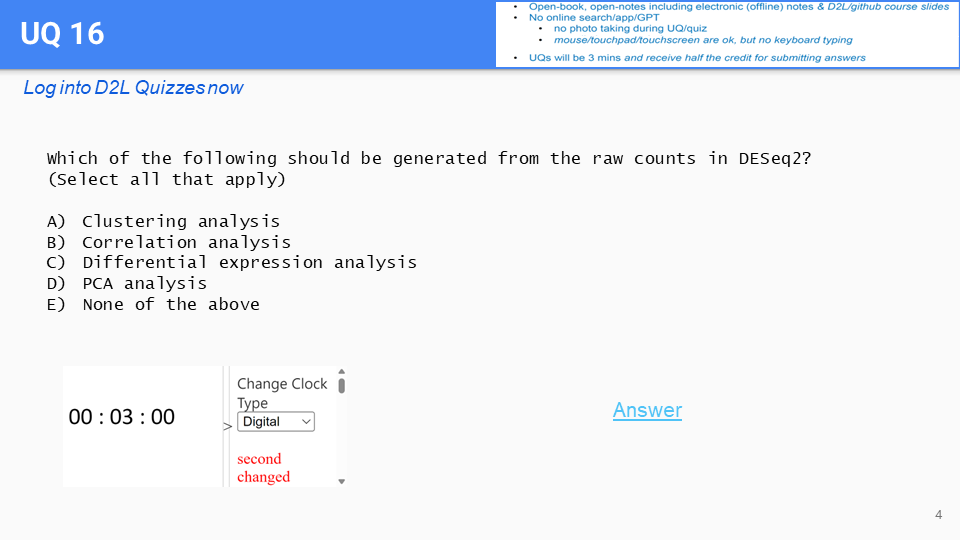 UQ 16
• Open-book, open-notes including electronic (offline) notes & D2L/github course slides
• No online search/app/GPT
• no photo taking during UQ/quiz
• mouse/touchpad/touchscreen are ok, but no keyboard typing
• UQs will be 3 mins and receive half the credit for submitting answers
Log into D2L Quizzes now
Which of the following should be generated from the raw counts in DESeq2?
(Select all that apply)
A) Clustering analysis
B) Correlation analysis
C) Differential expression analysis
D) PCA analysis
E) None of the above
00 : 03 : 00
>
Change Clock
Type
Digital
second
changed
Answer
4